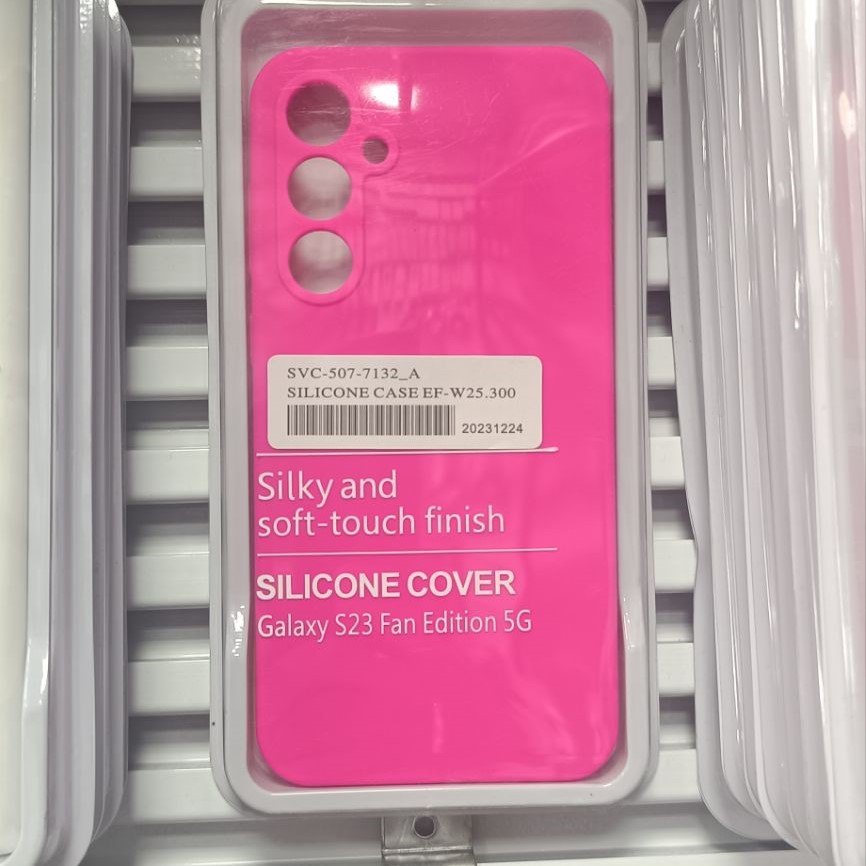 SVC-507-7132_A
SILICONE CASE EF-W25.300
20231224
Silky and
soft-touch finish
SILICONE COVER
Galaxy S23 Fan Edition 5G